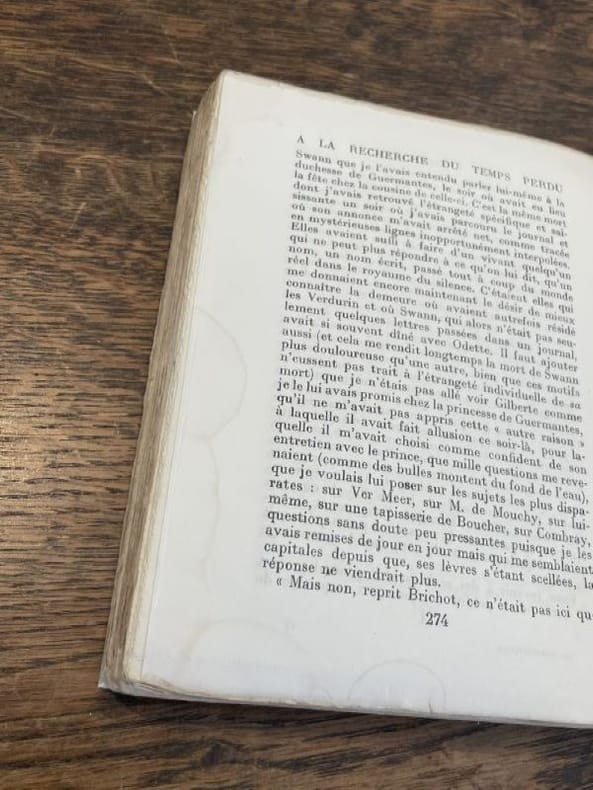 A LA RECHERCHE DU TEMPS PERDU
Swann que je l'avais entendu parler lui-même à la
duchesse de Guermantes, le soir où avait eu lieu
la fête chez la cousine de celle-ci. C'est la même mort
dont j'avais retrouvé l'étrangeté spécifique et sai-
sissante un soir où j'avais parcouru le journal et
où son annonce m'avait arrêté net, comme tracée
en mystérieuses lignes inopportunément interpolées.
Elles avaient suffi à faire d'un vivant quelqu'un
qui ne peut plus répondre à ce qu'on lui dit, qu'un
nom, un nom écrit, passé tout à coup du monde
réel dans le royaume du silence. C'étaient elles qui
me donnaient encore maintenant le désir de mieux
connaître la demeure où avaient autrefois résidé
les Verdurin et où Swann, qui alors n'était pas seu-
lement quelques lettres passées dans un journal,
avait si souvent dîné avec Odette. Il faut ajouter
aussi (et cela me rendit longtemps la mort de Swann
plus douloureuse qu'une autre, bien que ces motifs
n'eussent pas trait à l'étrangeté individuelle de sa
mort) que je n'étais pas allé voir Gilberte comme
je le lui avais promis chez la princesse de Guermantes,
qu'il ne m'avait pas appris cette « autre raison »
à laquelle il avait fait allusion ce soir-là, pour la-
quelle il m'avait choisi comme confident de son
entretien avec le prince, que mille questions me reve-
naient (comme des bulles montent du fond de l'eau),
que je voulais lui poser sur les sujets les plus dispa-
rates : sur Ver Meer, sur M. de Mouchy, sur lui-
même, sur une tapisserie de Boucher, sur Combray,
questions sans doute peu pressantes puisque je les
avais remises de jour en jour mais qui me semblaient
capitales depuis que, ses lèvres s'étant scellées, la
réponse ne viendrait plus.
« Mais non, reprit Brichot, ce n'était pas ici que
274